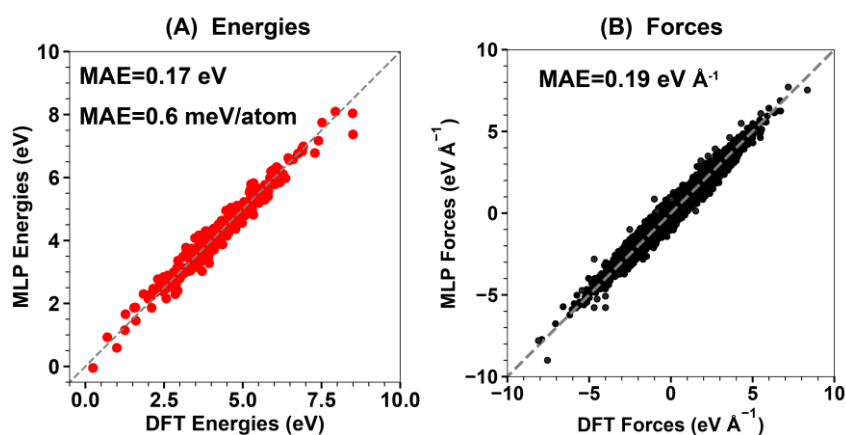 (A) Energies
MAE=0.17 eV
MAE=0.6 meV/atom
MLP Energies (eV)
10
8
6
4
2
0
0.0 2.5 5.0 7.5 10.0
DFT Energies (eV)
(B) Forces
MAE=0.19 eV Å⁻¹
MLP Forces (eV Å⁻¹)
10
5
0
−5
−10
−10 −5 0 5 10
DFT Forces (eV Å⁻¹)